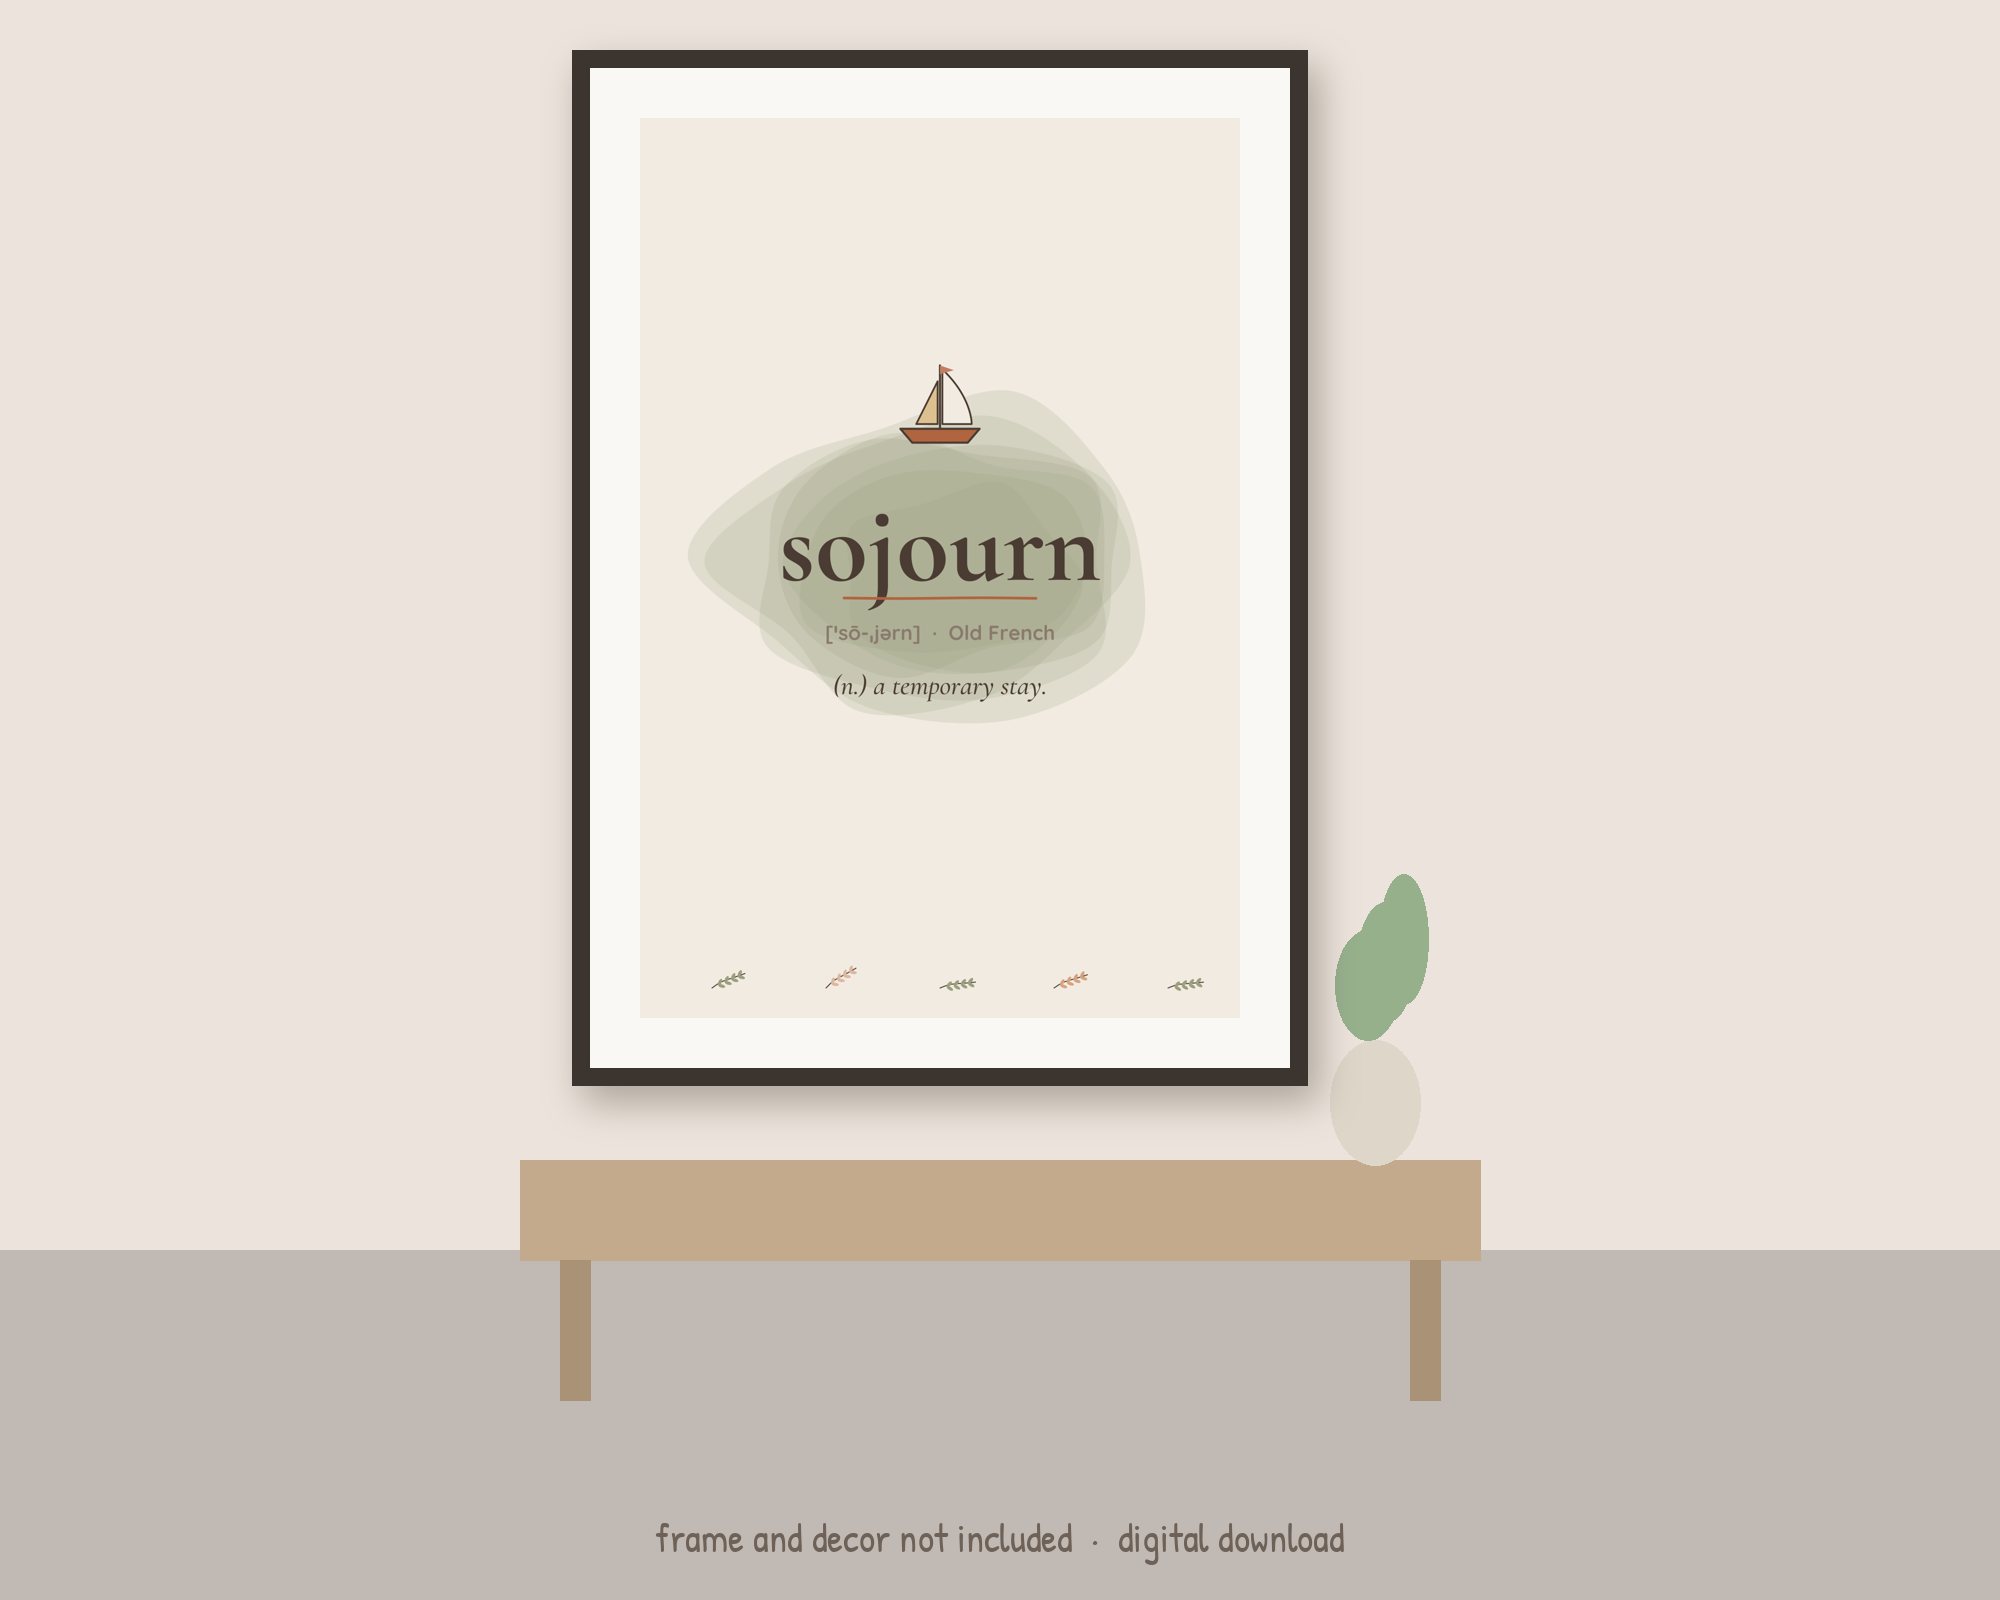 sojourn
['sō-ˌjərn] · Old French
(n.) a temporary stay.
frame and decor not included · digital download